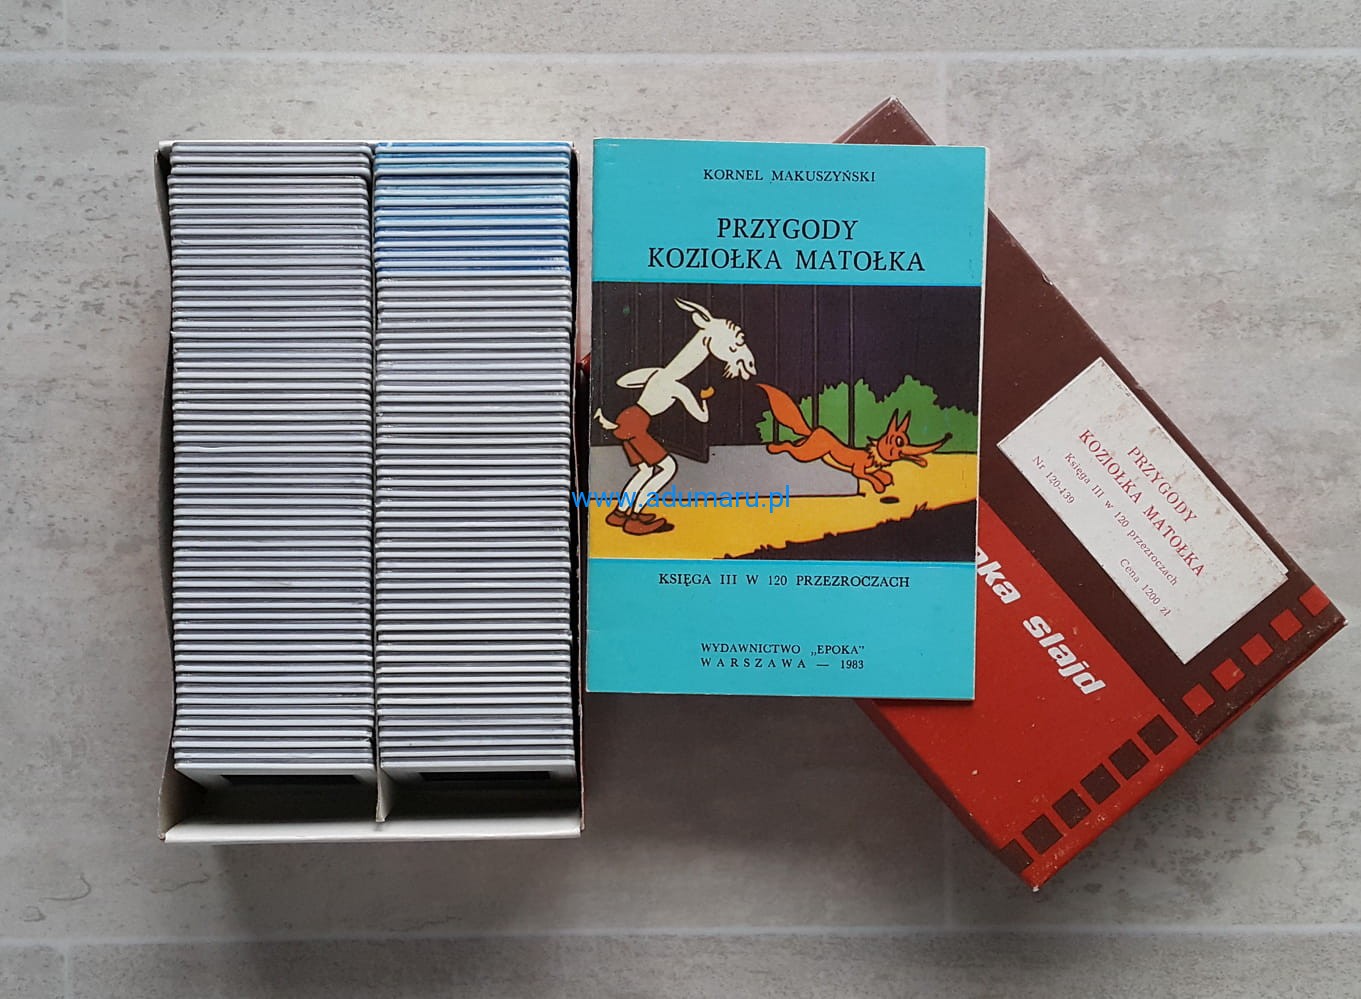 KORNEL MAKUSZYŃSKI
PRZYGODY
KOZIOŁKA MATOŁKA
www.adumaru.pl
KSIĘGA III W 120 PRZEZROCZACH
WYDAWNICTWO „EPOKA”
WARSZAWA — 1983
PRZYGODY
KOZIOŁKA MATOŁKA
Księga III w 120 przezroczach
Nr 120-139
Cena 1200 zł
slajd